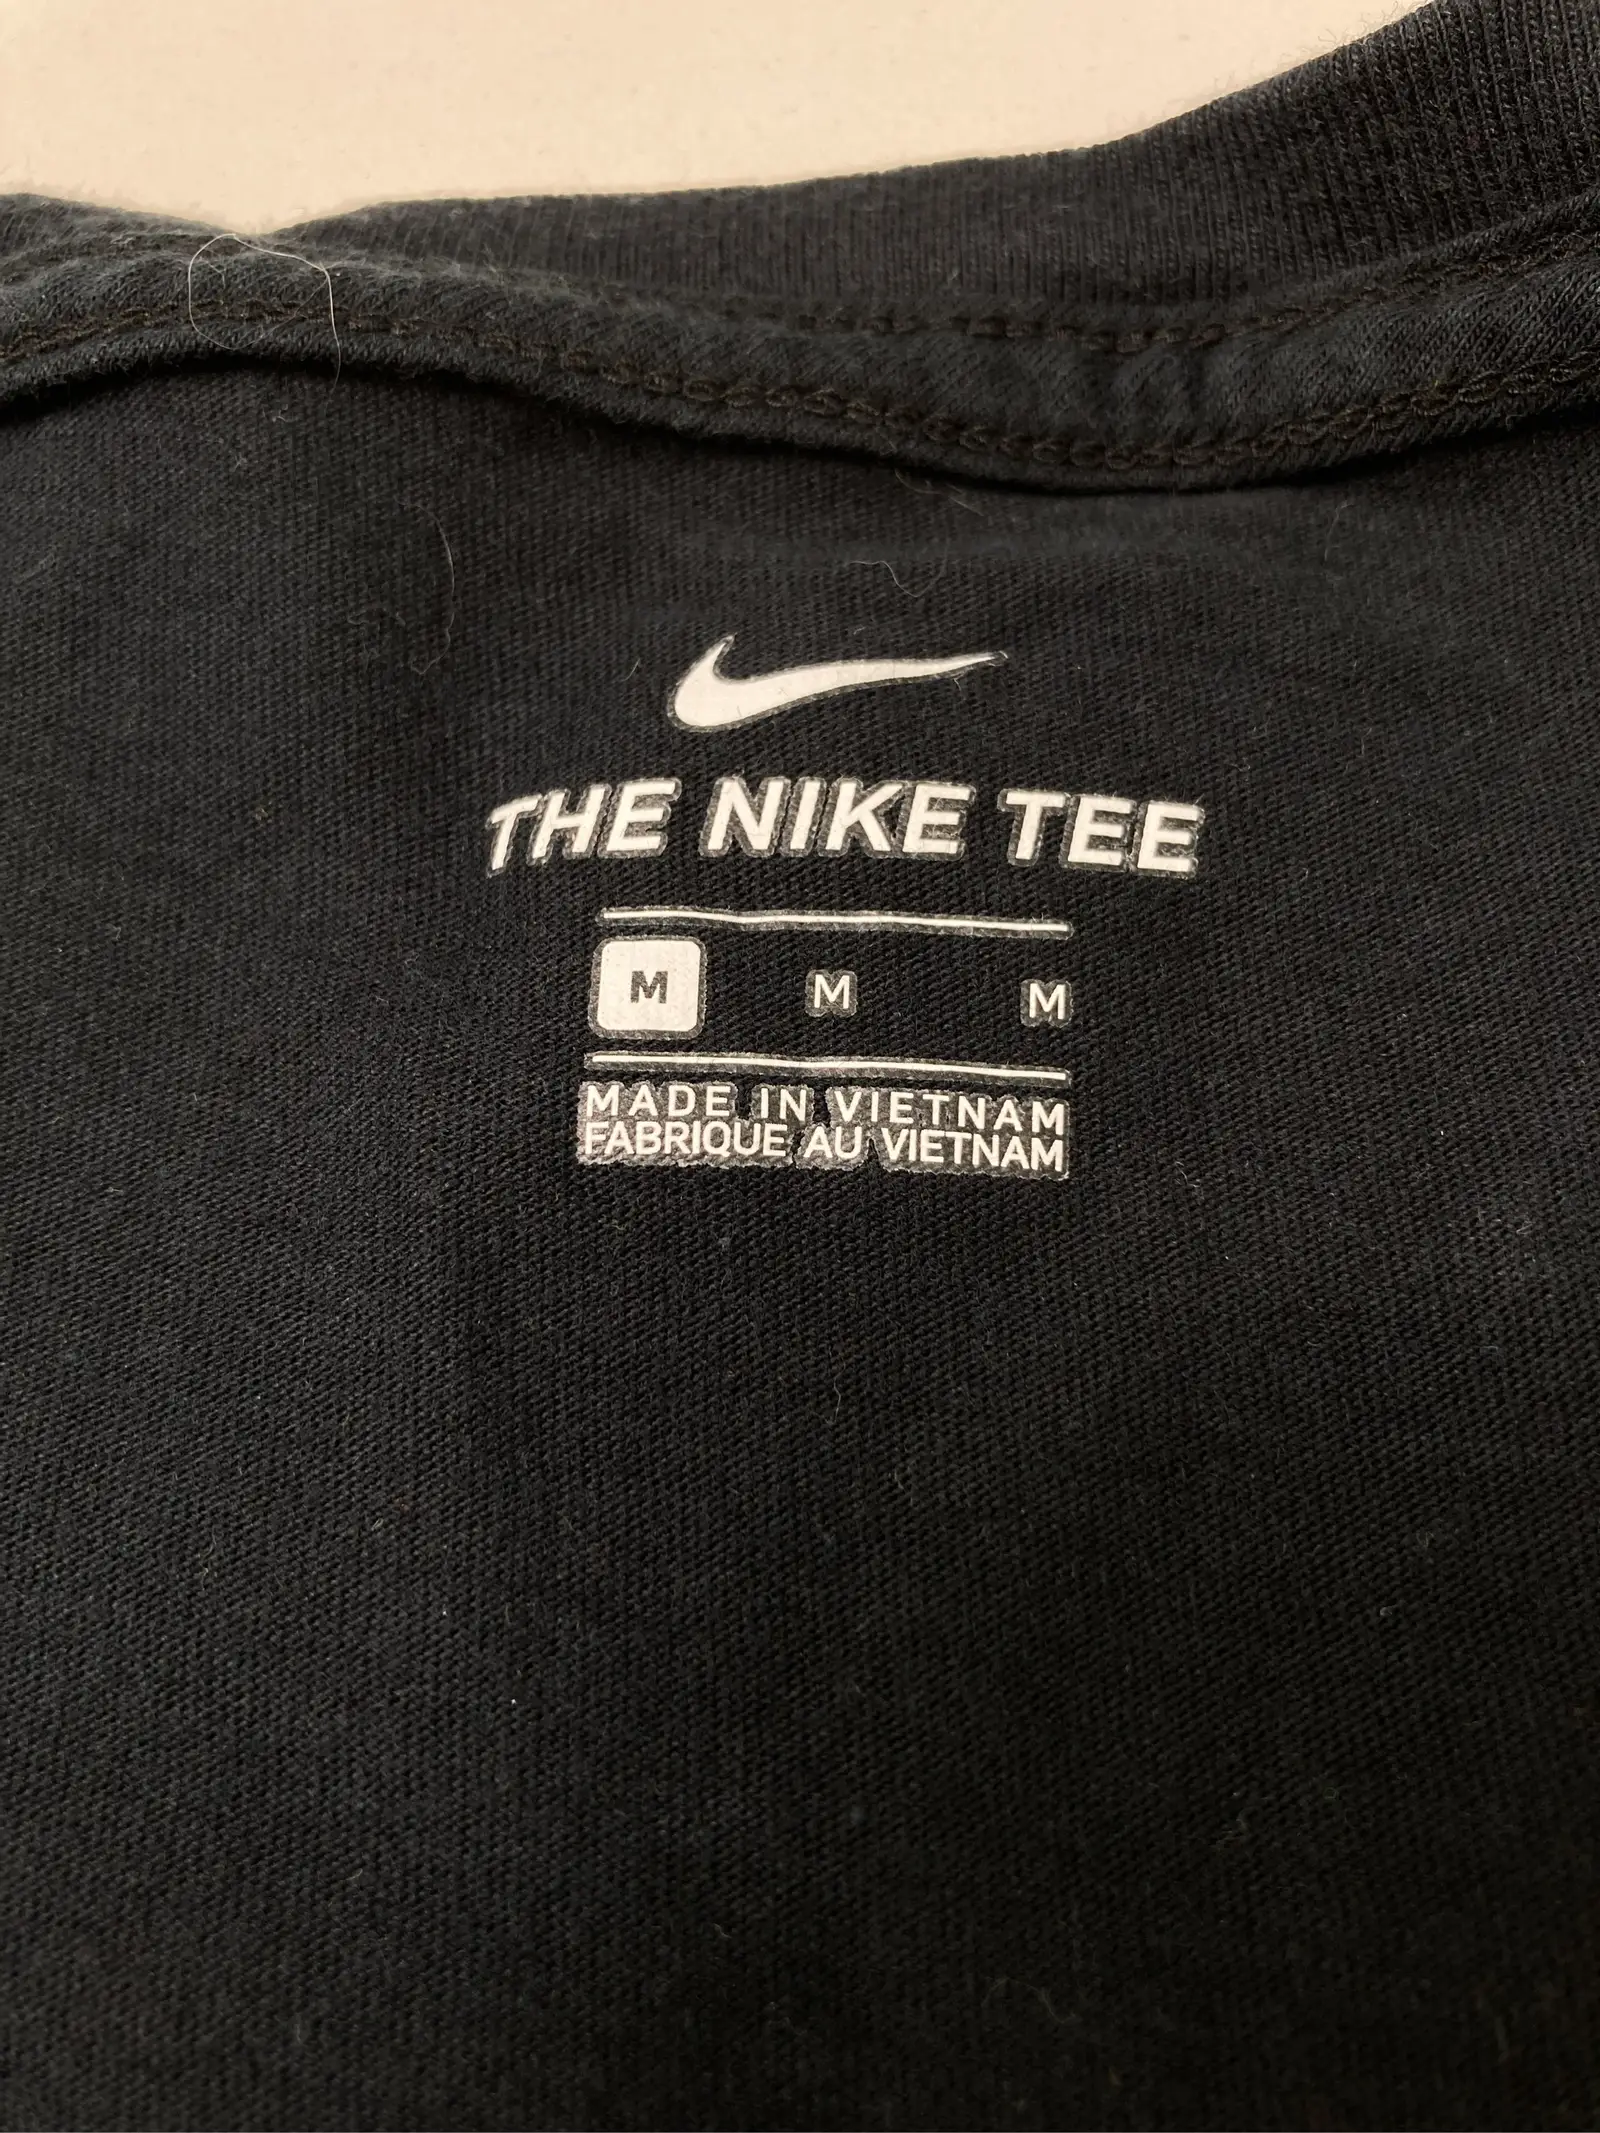 THE NIKE TEE
M M M
MADE IN VIETNAM
FABRIQUE AU VIETNAM